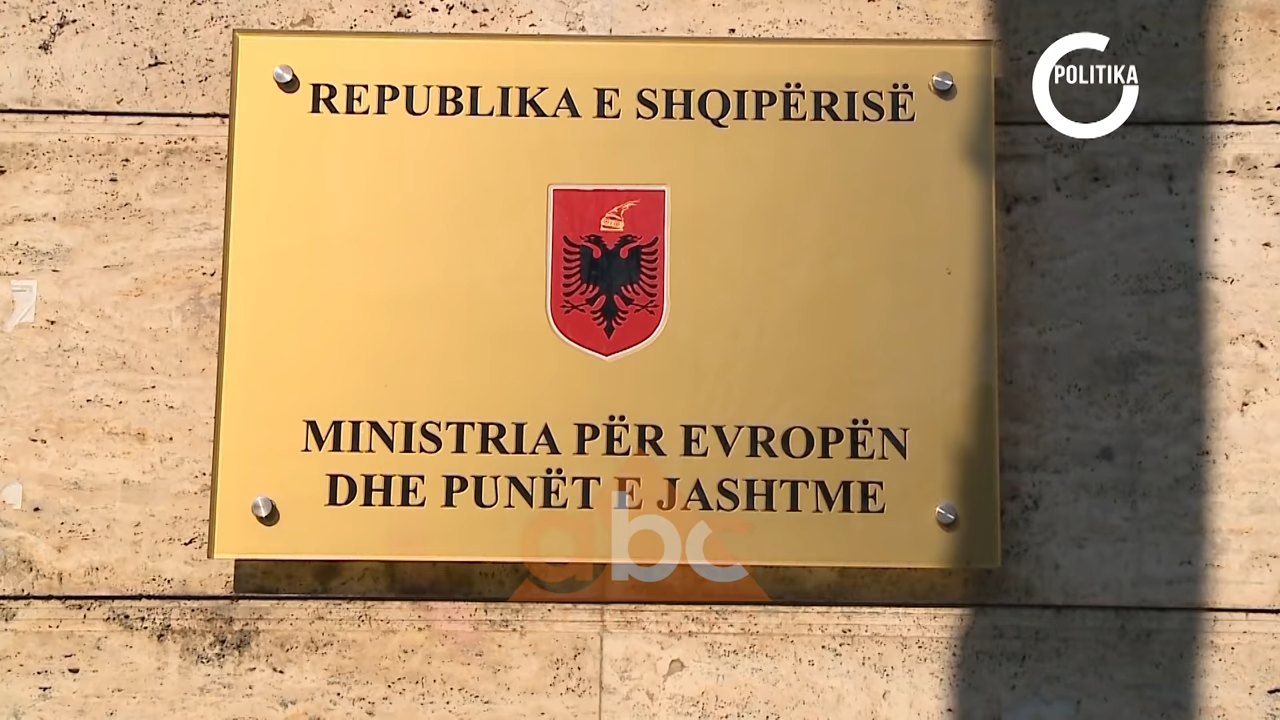 REPUBLIKA E SHQIPËRISË
POLITIKA
MINISTRIA PËR EVROPËN
DHE PUNËT E JASHTME
abc